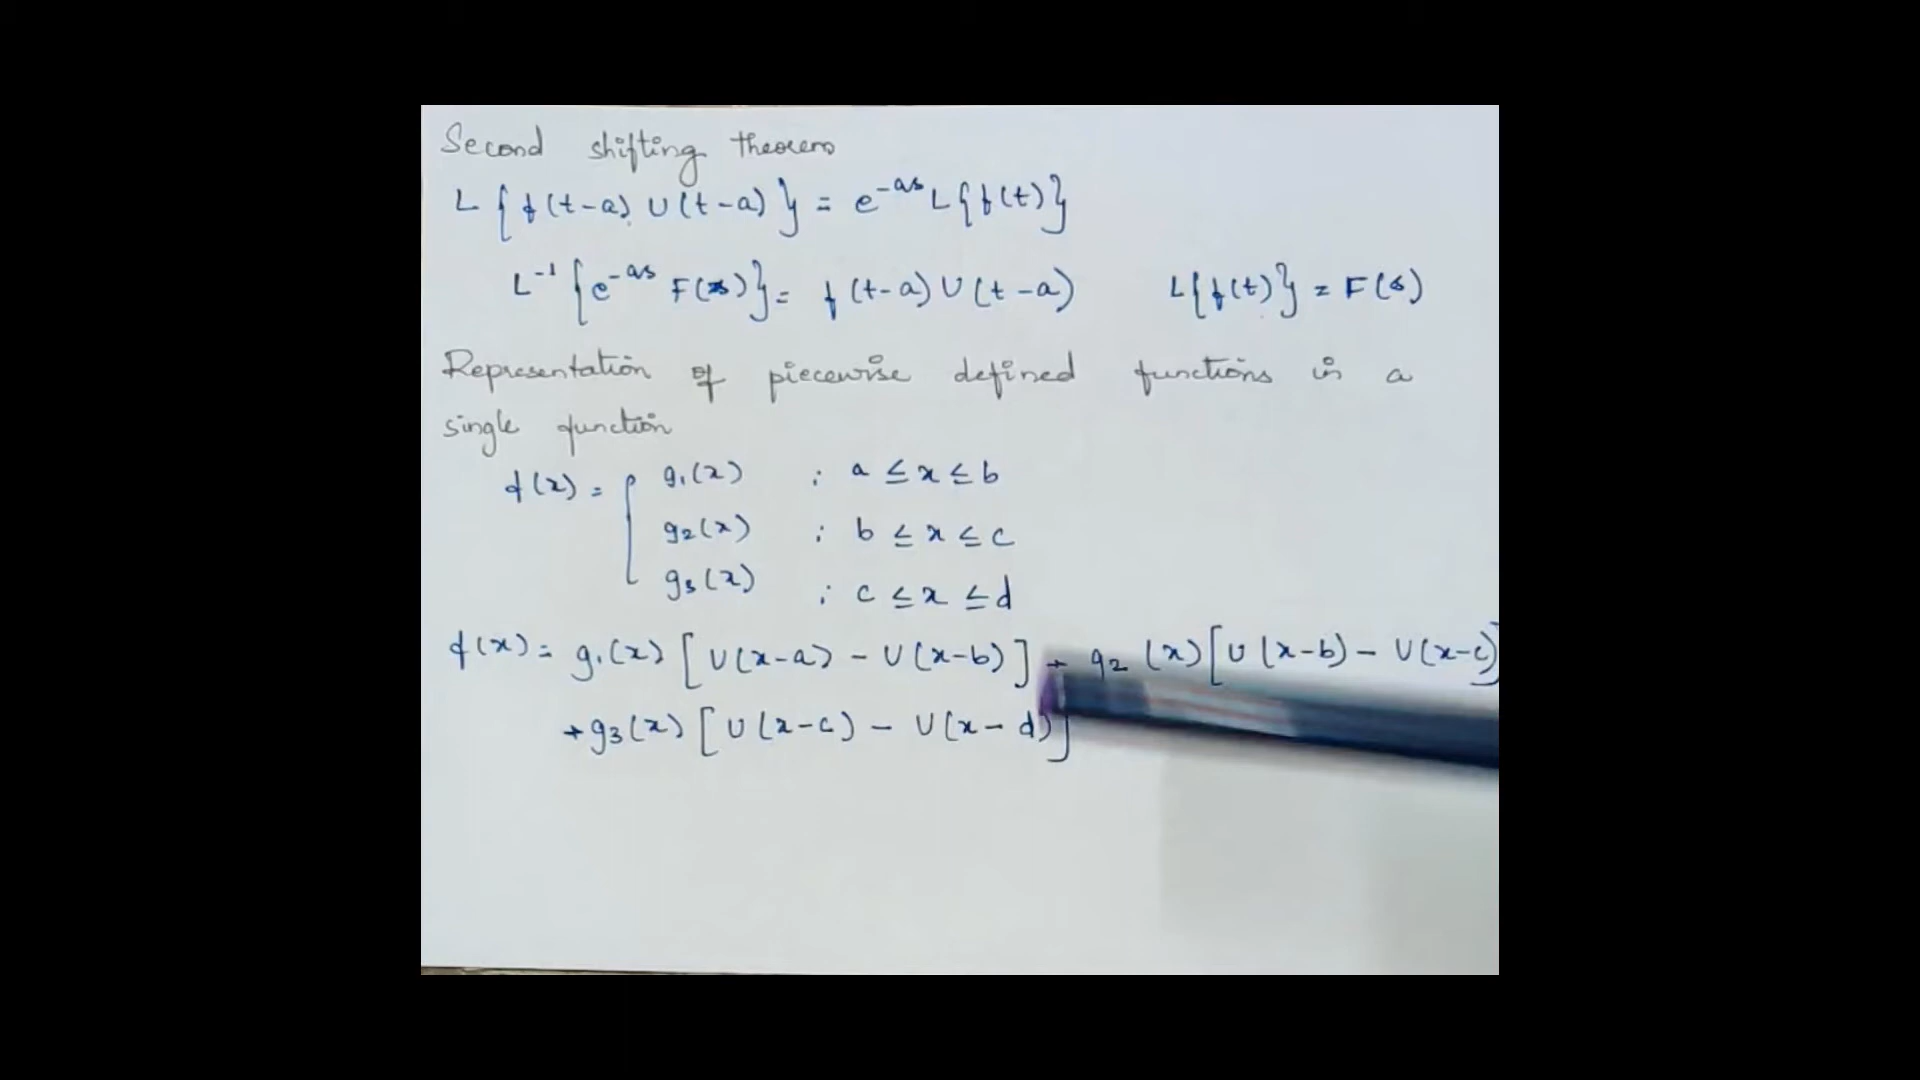 Second shifting theorem
L{f(t-a) U(t-a)} = e^-as L{f(t)}
L^-1{e^-as F(s)} = f(t-a) U(t-a) L{f(t)} = F(s)
Representation of piecewise defined functions in a
single function
f(x) = { g1(x) ; a ≤ x ≤ b
g2(x) ; b ≤ x ≤ c
g3(x) ; c ≤ x ≤ d
f(x) = g1(x) [U(x-a) - U(x-b)] + g2(x) [U(x-b) - U(x-c)]
+ g3(x) [U(x-c) - U(x-d)]